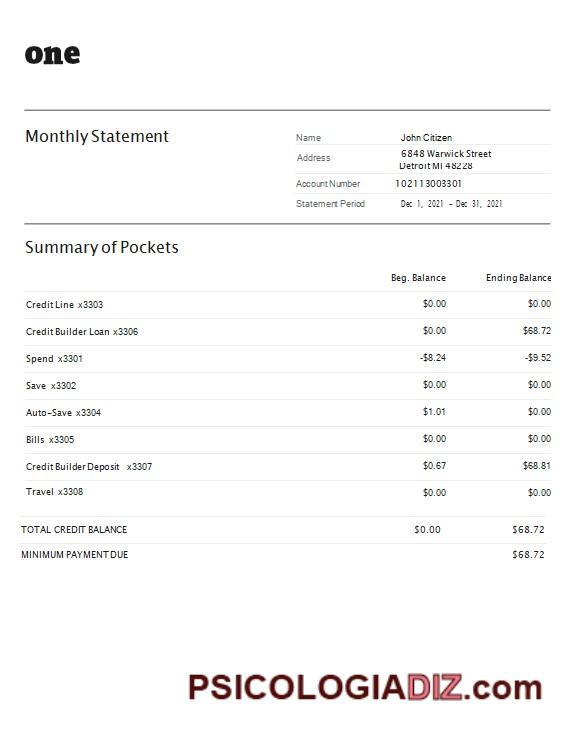 one
Monthly Statement
Name John Citizen
Address 6848 Warwick Street
Detroit MI 48228
Account Number 102113003301
Statement Period Dec 1, 2021 - Dec 31, 2021
Summary of Pockets
Beg. Balance Ending Balance
Credit Line x3303 $0.00 $0.00
Credit Builder Loan x3306 $0.00 $68.72
Spend x3301 -$8.24 -$9.52
Save x3302 $0.00 $0.00
Auto-Save x3304 $1.01 $0.00
Bills x3305 $0.00 $0.00
Credit Builder Deposit x3307 $0.67 $68.81
Travel x3308 $0.00 $0.00
TOTAL CREDIT BALANCE $0.00 $68.72
MINIMUM PAYMENT DUE $68.72
PSICOLOGIADIZ.com